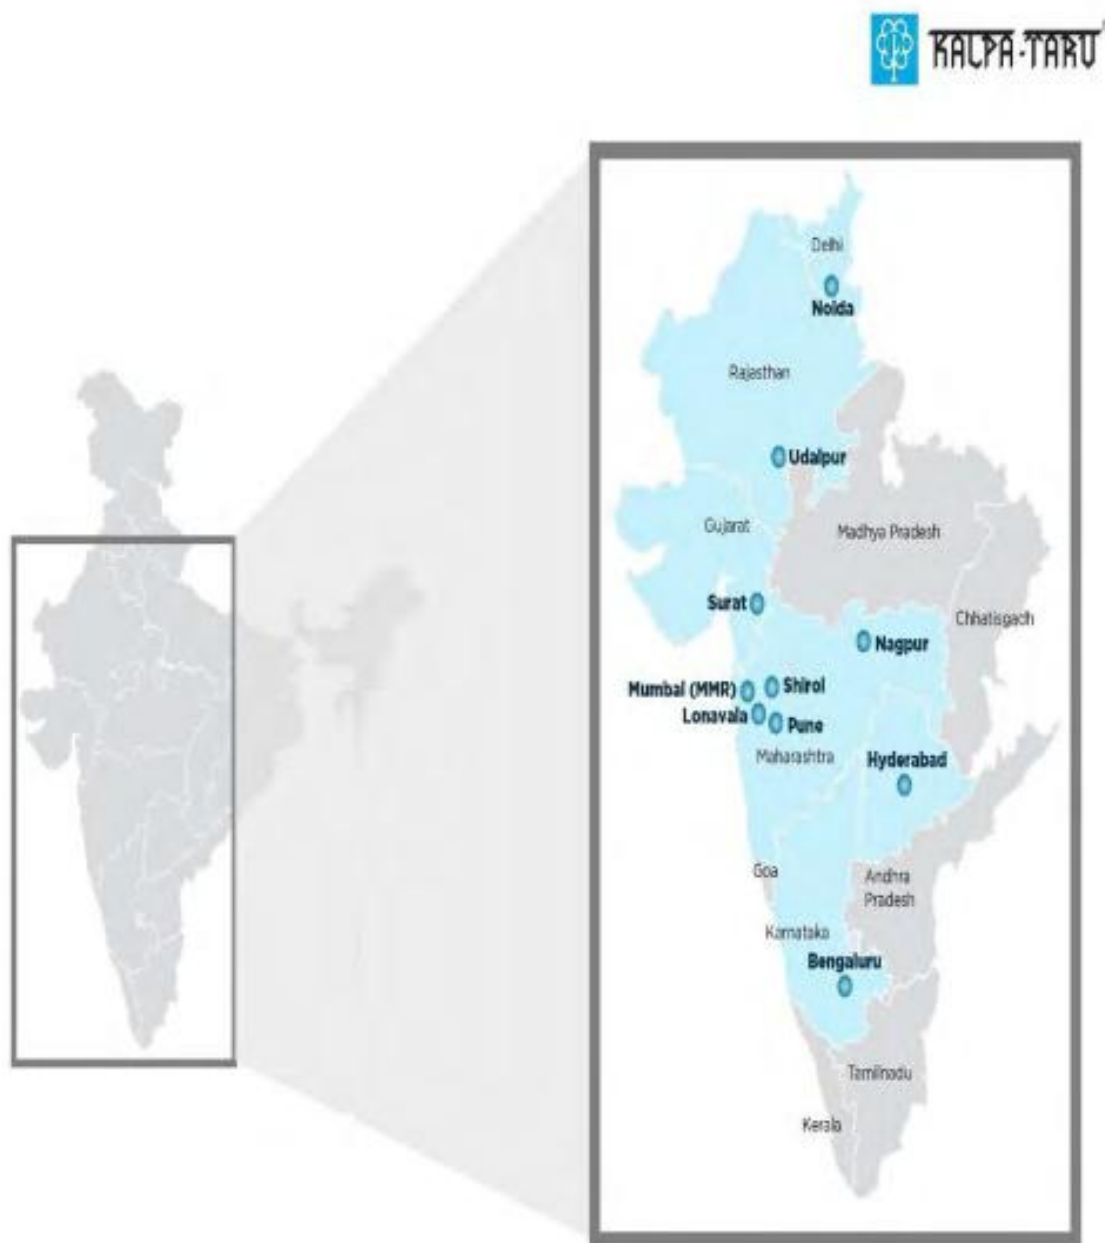 KALPA-TARU
Delhi
Noida
Rajasthan
Udaipur
Gujarat
Madhya Pradesh
Surat
Chhatisgadh
Nagpur
Mumbai (MMR)
Shirol
Lonavala
Pune
Maharashtra
Hyderabad
Goa
Andhra
Pradesh
Karnataka
Bengaluru
Tamilnadu
Kerala